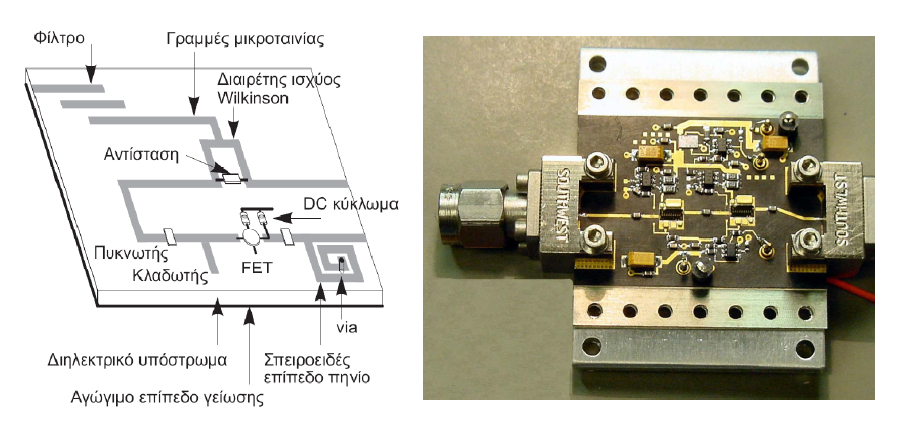 Φίλτρο
Γραμμές μικροταινίας
Διαιρέτης ισχύος
Wilkinson
Αντίσταση
DC κύκλωμα
Πυκνωτής
Κλαδωτής
FET
via
Διηλεκτρικό υπόστρωμα
Σπειροειδές
επίπεδο πηνίο
Αγώγιμο επίπεδο γείωσης
SOUTHWEST
SOUTHWEST